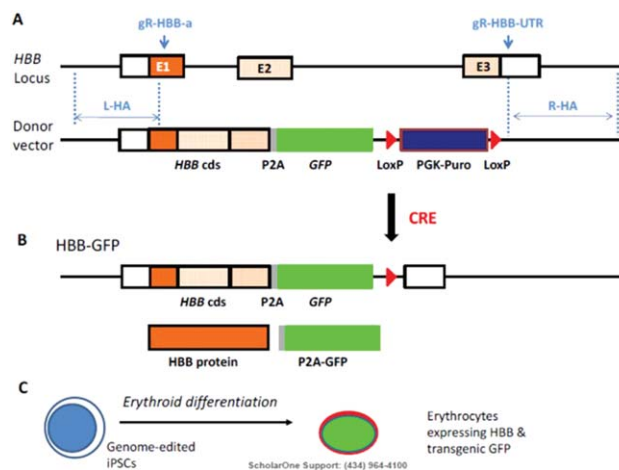 A
gR-HBB-a
gR-HBB-UTR
HBB
Locus
E1
E2
E3
L-HA
R-HA
Donor
vector
HBB cds
P2A
GFP
LoxP
PGK-Puro
LoxP
CRE
B
HBB-GFP
HBB cds
P2A
GFP
HBB protein
P2A-GFP
C
Erythroid differentiation
Genome-edited
iPSCs
Erythrocytes
expressing HBB &
transgenic GFP
ScholarOne Support: (434) 964-4100